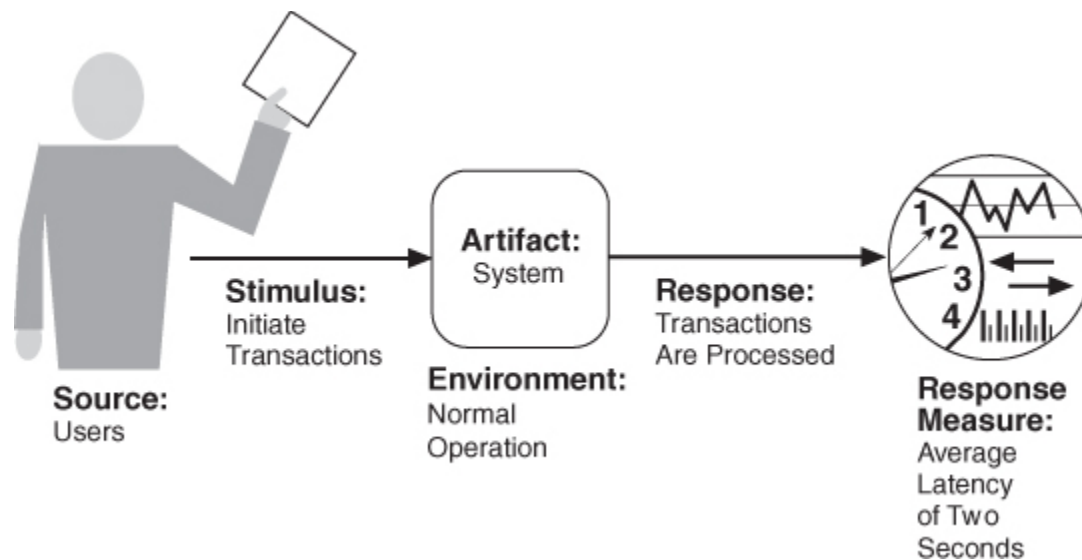 Source:
Users
Stimulus:
Initiate
Transactions
Artifact:
System
Environment:
Normal
Operation
Response:
Transactions
Are Processed
1
2
3
4
Response
Measure:
Average
Latency
of Two
Seconds